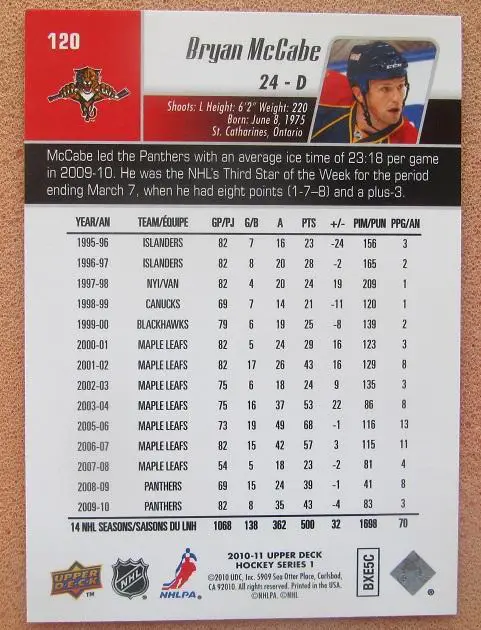 120
Bryan McCabe
24 - D
Shoots: L Height: 6'2" Weight: 220
Born: June 8, 1975
St. Catharines, Ontario
McCabe led the Panthers with an average ice time of 23:18 per game
in 2009-10. He was the NHL's Third Star of the Week for the period
ending March 7, when he had eight points (1-7–8) and a plus-3.
YEAR/AN TEAM/ÉQUIPE GP/PJ G/B A PTS +/- PIM/PUN PPG/AN
1995-96 ISLANDERS 82 7 16 23 -24 156 3
1996-97 ISLANDERS 82 8 20 28 -2 165 2
1997-98 NYI/VAN 82 4 20 24 19 209 1
1998-99 CANUCKS 69 7 14 21 -11 120 1
1999-00 BLACKHAWKS 79 6 19 25 -8 139 2
2000-01 MAPLE LEAFS 82 5 24 29 16 123 3
2001-02 MAPLE LEAFS 82 17 26 43 16 129 8
2002-03 MAPLE LEAFS 75 6 18 24 9 135 3
2003-04 MAPLE LEAFS 75 16 37 53 22 86 8
2005-06 MAPLE LEAFS 73 19 49 68 -1 116 13
2006-07 MAPLE LEAFS 82 15 42 57 3 115 11
2007-08 MAPLE LEAFS 54 5 18 23 -2 81 4
2008-09 PANTHERS 69 15 24 39 -1 41 8
2009-10 PANTHERS 82 8 35 43 -4 83 3
14 NHL SEASONS/SAISONS DU LNH 1068 138 362 500 32 1698 70
UPPER DECK ™
NHL ®
NHLPA.
2010-11 UPPER DECK
HOCKEY SERIES 1
©2010 UDC, Inc. 5909 Sea Otter Place, Carlsbad,
CA 92010. All rights reserved. Printed in the USA.
©NHLPA. ©NHL
BXE5C
®